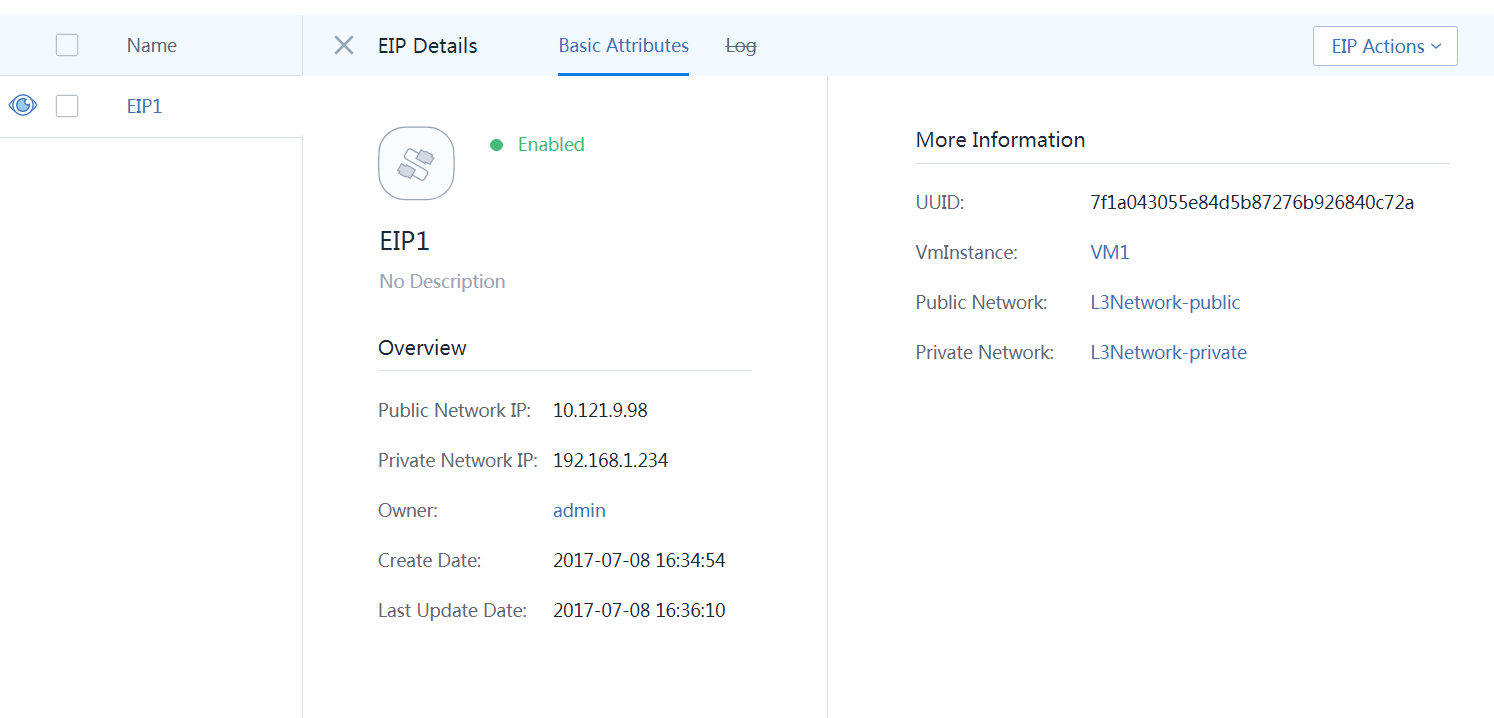 Name
EIP Details
Basic Attributes
Log
EIP Actions
EIP1
Enabled
EIP1
No Description
Overview
Public Network IP: 10.121.9.98
Private Network IP: 192.168.1.234
Owner: admin
Create Date: 2017-07-08 16:34:54
Last Update Date: 2017-07-08 16:36:10
More Information
UUID: 7f1a043055e84d5b87276b926840c72a
VmInstance: VM1
Public Network: L3Network-public
Private Network: L3Network-private